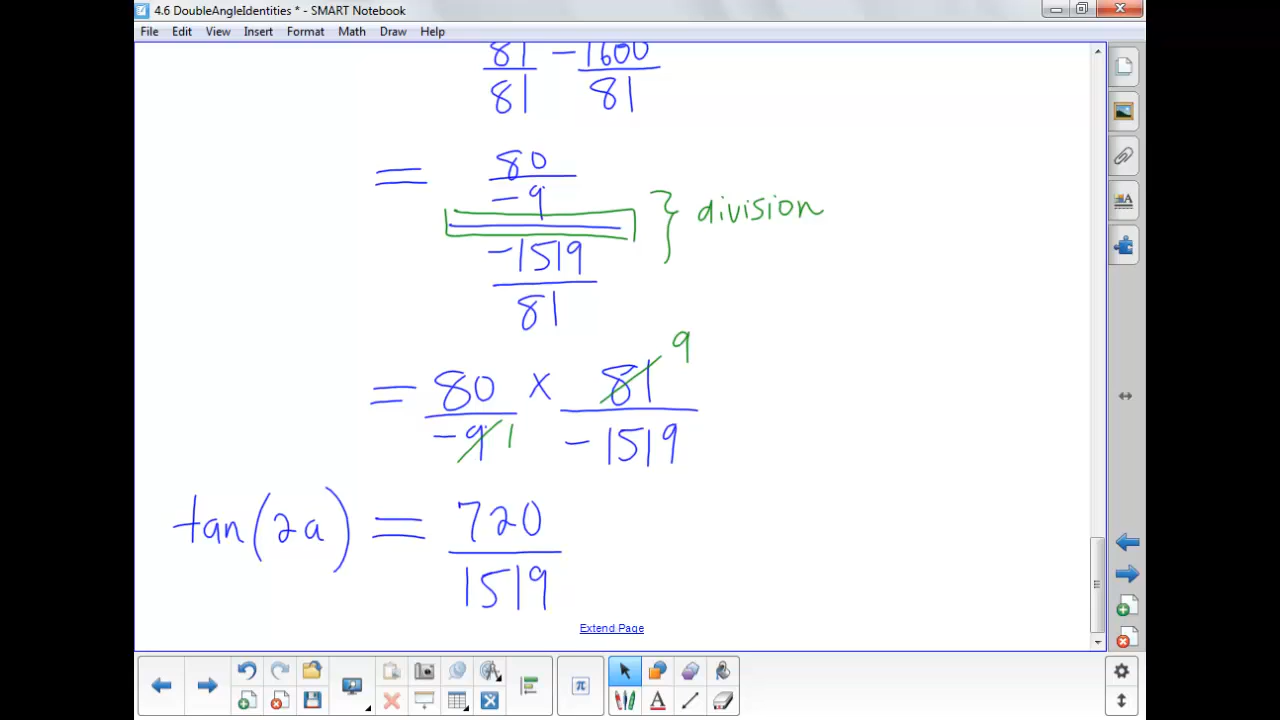 4.6 DoubleAngleIdentities * - SMART Notebook
File Edit View Insert Format Math Draw Help
81 - 1600
81 81
= 80
-9
} division
-1519
81
9
= 80 x 81
-9 1 -1519
tan(2a) = 720
1519
Extend Page
π